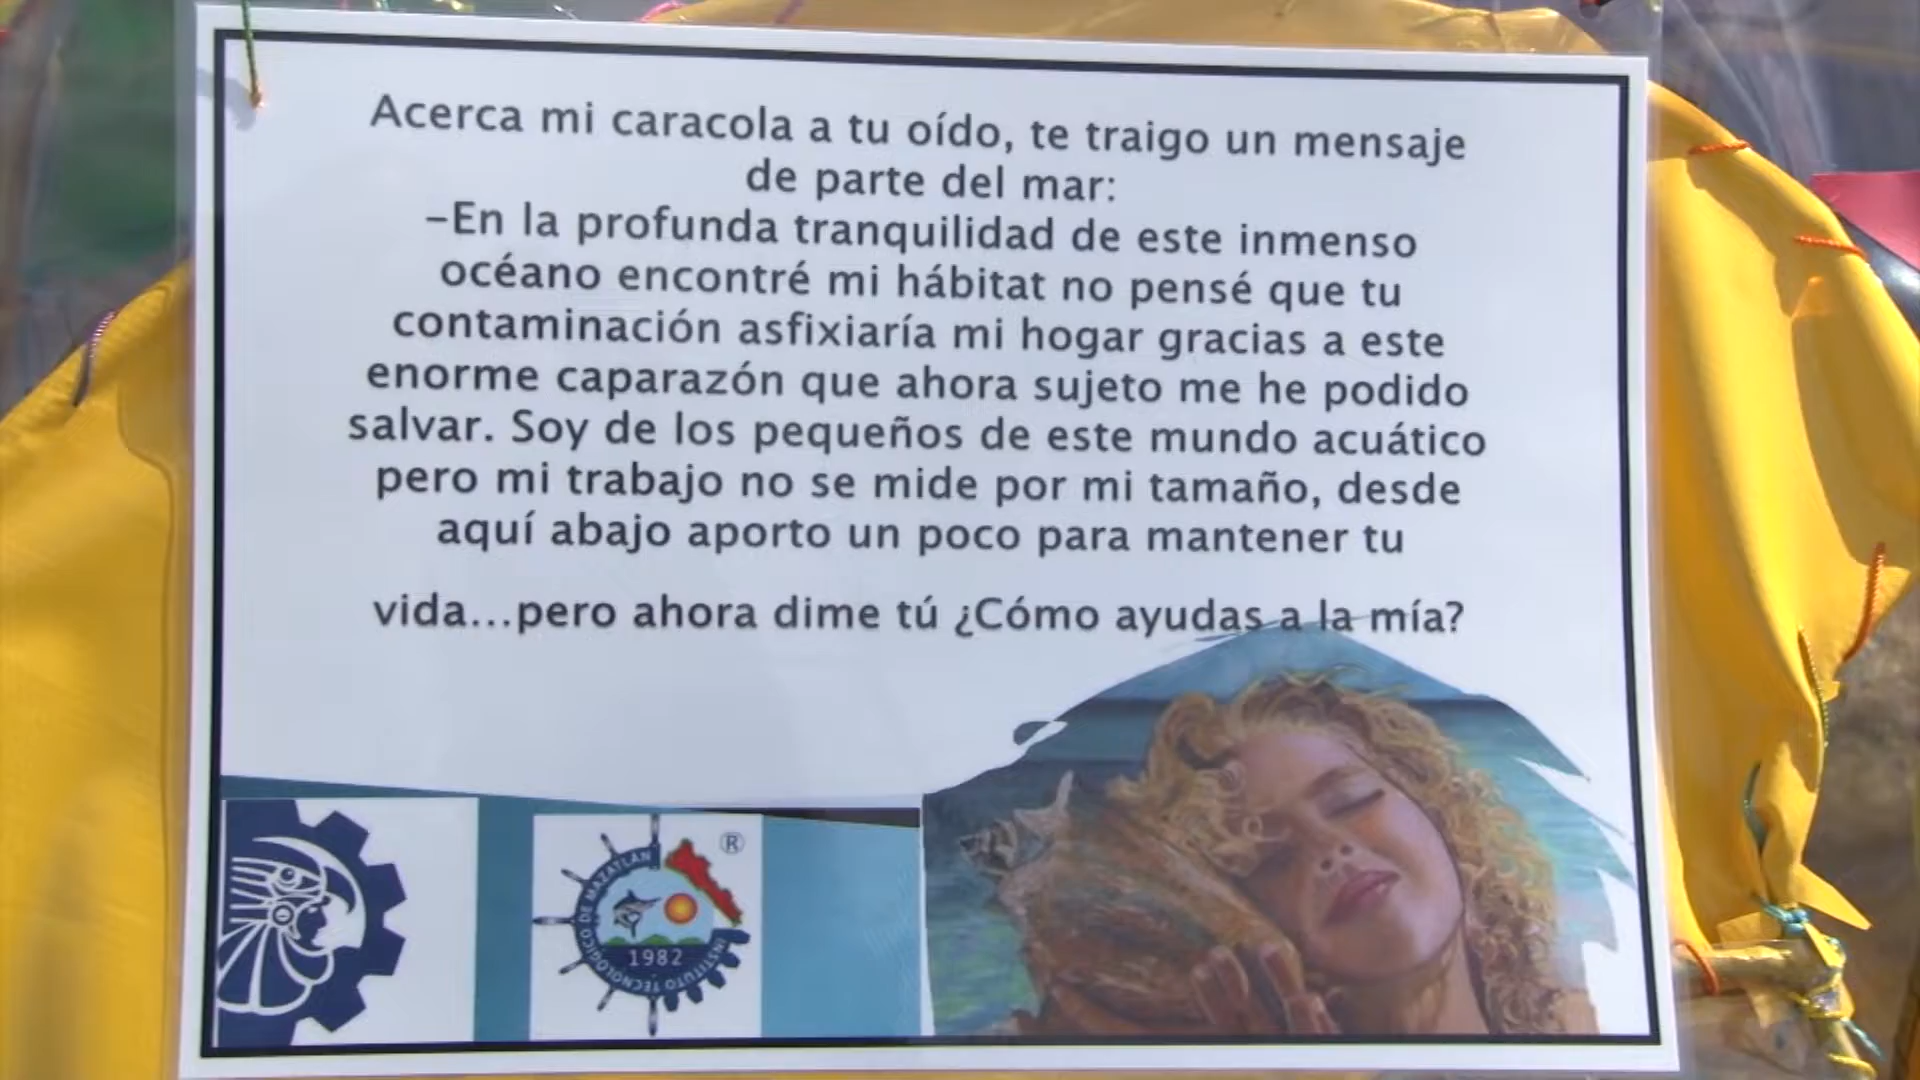 Acerca mi caracola a tu oído, te traigo un mensaje
de parte del mar:
–En la profunda tranquilidad de este inmenso
océano encontré mi hábitat no pensé que tu
contaminación asfixiaría mi hogar gracias a este
enorme caparazón que ahora sujeto me he podido
salvar. Soy de los pequeños de este mundo acuático
pero mi trabajo no se mide por mi tamaño, desde
aquí abajo aporto un poco para mantener tu
vida...pero ahora dime tú ¿Cómo ayudas a la mía?
INSTITUTO TECNOLÓGICO DE MAZATLÁN
1982
®